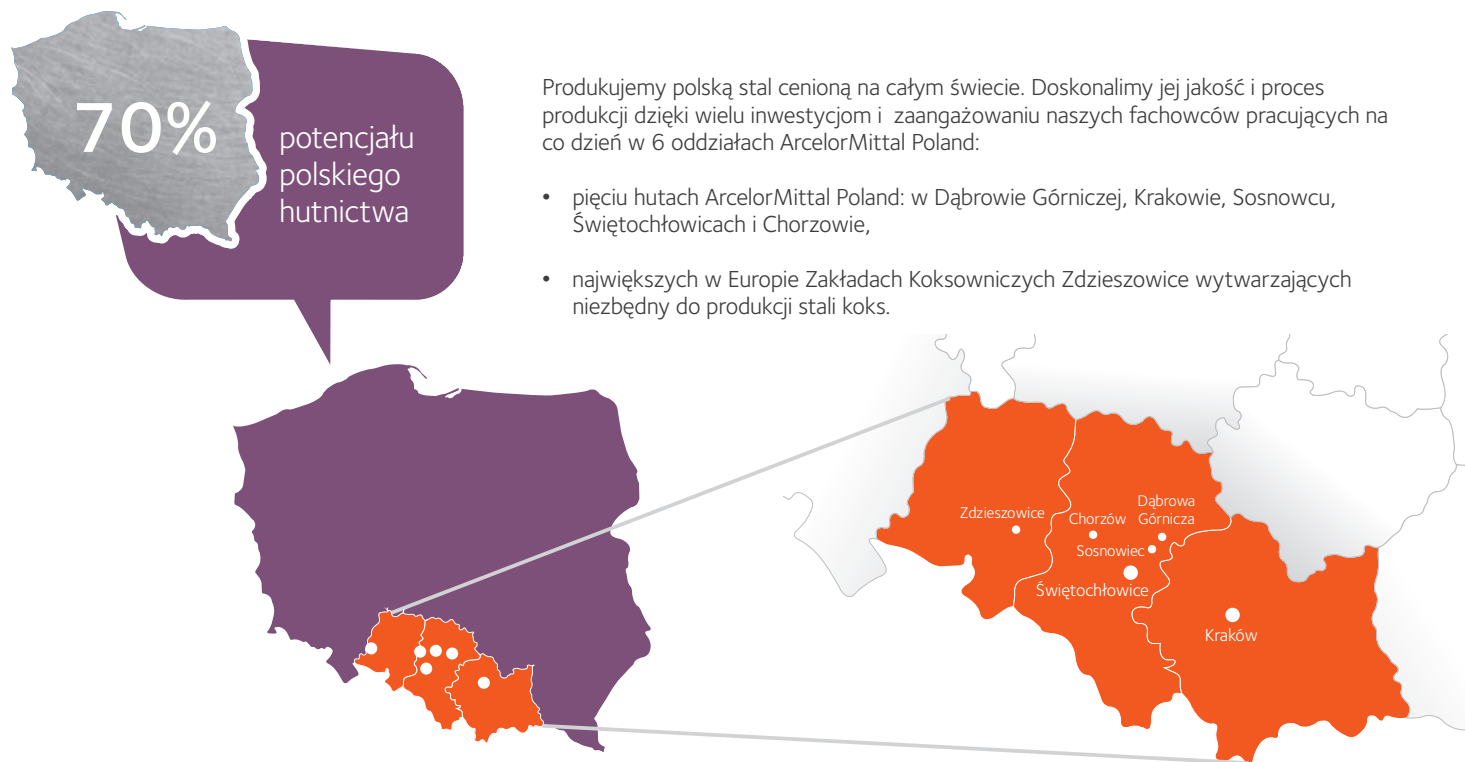 70%
potencjału
polskiego
hutnictwa
Produkujemy polską stal cenioną na całym świecie. Doskonalimy jej jakość i proces
produkcji dzięki wielu inwestycjom i zaangażowaniu naszych fachowców pracujących na
co dzień w 6 oddziałach ArcelorMittal Poland:
• pięciu hutach ArcelorMittal Poland: w Dąbrowie Górniczej, Krakowie, Sosnowcu,
Świętochłowicach i Chorzowie,
• największych w Europie Zakładach Koksowniczych Zdzieszowice wytwarzających
niezbędny do produkcji stali koks.
Zdzieszowice
Chorzów
Dąbrowa
Górnicza
Sosnowiec
Świętochłowice
Kraków